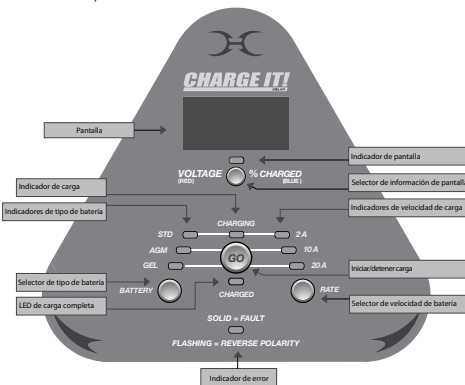 CHARGE IT!
Pantalla
VOLTAGE
(RED)
% CHARGED
(BLUE)
Indicador de pantalla
Selector de información de pantalla
Indicador de carga
Indicadores de tipo de batería
Indicadores de velocidad de carga
CHARGING
STD
2 A
AGM
GO
10 A
GEL
20 A
Iniciar/detener carga
Selector de tipo de batería
BATTERY
CHARGED
RATE
LED de carga completa
Selector de velocidad de batería
SOLID = FAULT
FLASHING = REVERSE POLARITY
Indicador de error